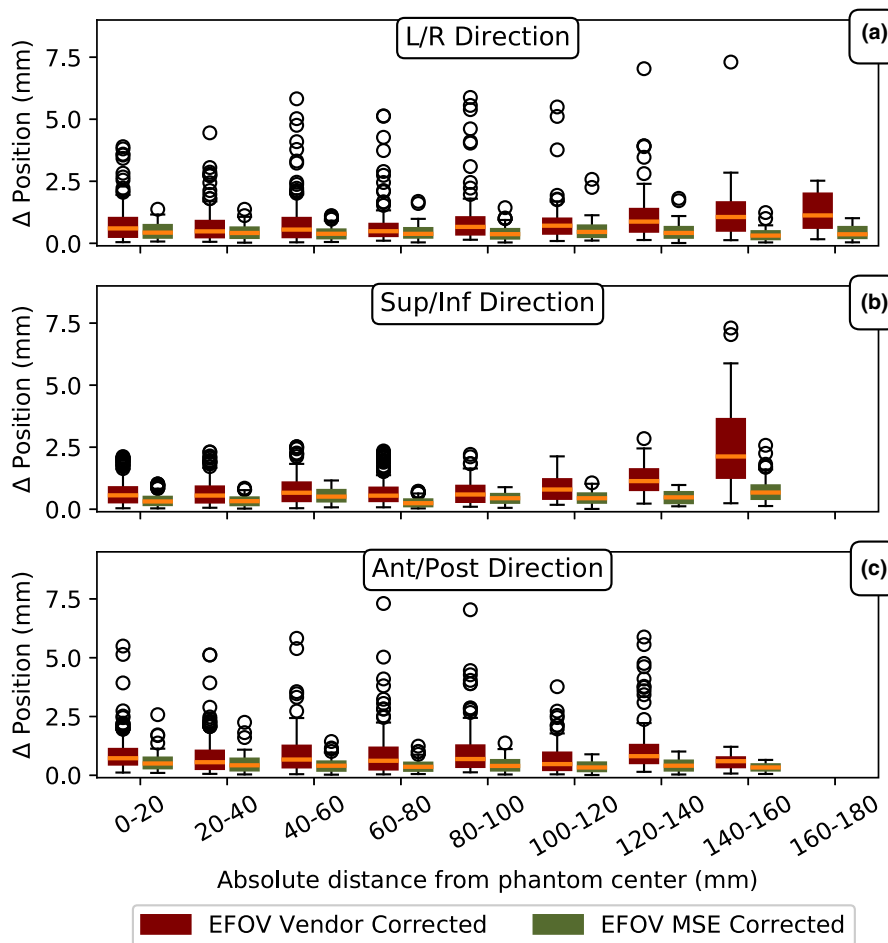 L/R Direction
(a)
7.5
5.0
2.5
0.0
Δ Position (mm)
Sup/Inf Direction
(b)
7.5
5.0
2.5
0.0
Δ Position (mm)
Ant/Post Direction
(c)
7.5
5.0
2.5
0.0
Δ Position (mm)
0-20 20-40 40-60 60-80 80-100 100-120 120-140 140-160 160-180
Absolute distance from phantom center (mm)
EFOV Vendor Corrected EFOV MSE Corrected